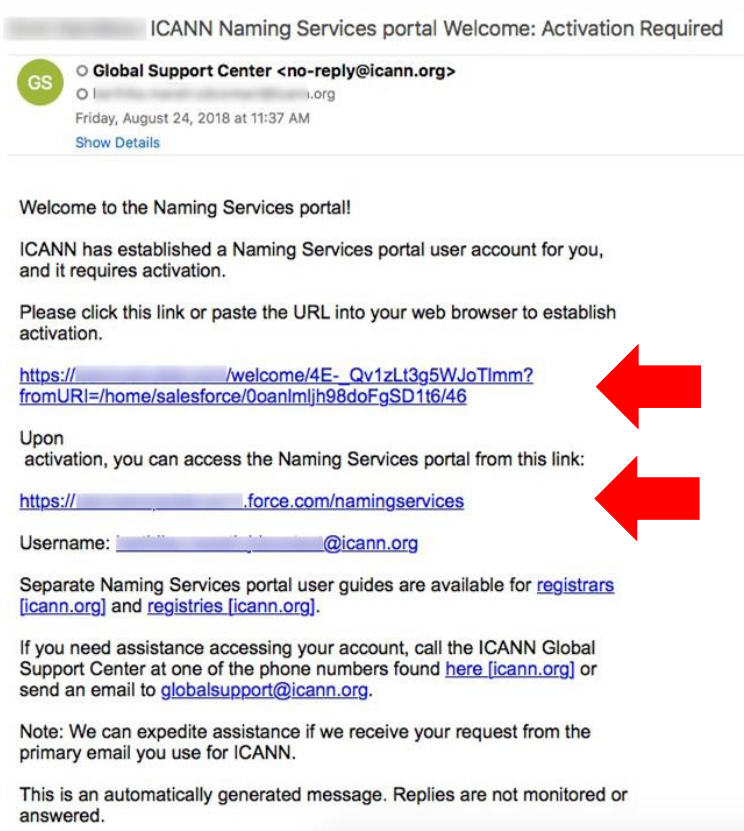 ICANN Naming Services portal Welcome: Activation Required
GS
Global Support Center <no-reply@icann.org>
.org
Friday, August 24, 2018 at 11:37 AM
Show Details
Welcome to the Naming Services portal!
ICANN has established a Naming Services portal user account for you,
and it requires activation.
Please click this link or paste the URL into your web browser to establish
activation.
https:// /welcome/4E-_Qv1zLt3g5WJoTlmm?
fromURI=/home/salesforce/0oanlmljh98doFgSD1t6/46
Upon
activation, you can access the Naming Services portal from this link:
https:// .force.com/namingservices
Username: @icann.org
Separate Naming Services portal user guides are available for registrars
[icann.org] and registries [icann.org].
If you need assistance accessing your account, call the ICANN Global
Support Center at one of the phone numbers found here [icann.org] or
send an email to globalsupport@icann.org.
Note: We can expedite assistance if we receive your request from the
primary email you use for ICANN.
This is an automatically generated message. Replies are not monitored or
answered.